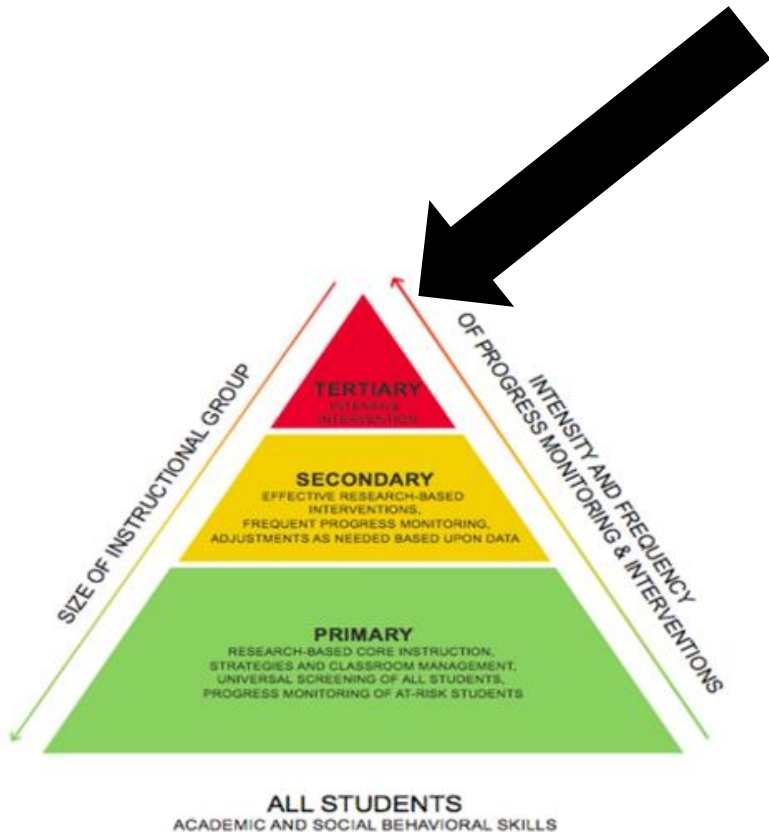 TERTIARY
INTENSIVE
INTERVENTION
SECONDARY
EFFECTIVE RESEARCH-BASED
INTERVENTIONS,
FREQUENT PROGRESS MONITORING,
ADJUSTMENTS AS NEEDED BASED UPON DATA
PRIMARY
RESEARCH-BASED CORE INSTRUCTION,
STRATEGIES AND CLASSROOM MANAGEMENT,
UNIVERSAL SCREENING OF ALL STUDENTS,
PROGRESS MONITORING OF AT-RISK STUDENTS
SIZE OF INSTRUCTIONAL GROUP
INTENSITY AND FREQUENCY
OF PROGRESS MONITORING & INTERVENTIONS
ALL STUDENTS
ACADEMIC AND SOCIAL BEHAVIORAL SKILLS